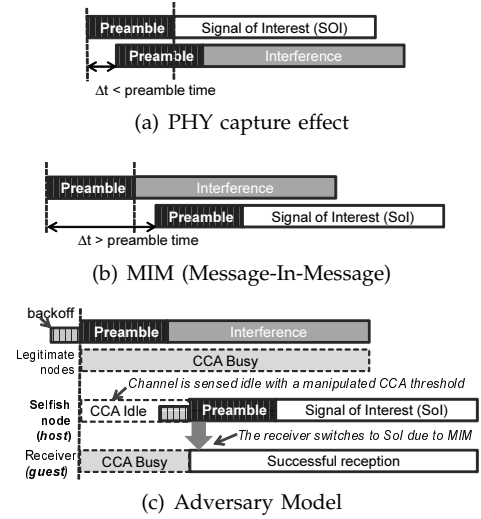 Preamble Signal of Interest (SOI)
Preamble Interference
Δt < preamble time
(a) PHY capture effect
Preamble Interference
Preamble Signal of Interest (SoI)
Δt > preamble time
(b) MIM (Message-In-Message)
backoff
Preamble Interference
Legitimate
nodes
CCA Busy
Channel is sensed idle with a manipulated CCA threshold
Selfish
node
(host)
CCA Idle Preamble Signal of Interest (SoI)
The receiver switches to SoI due to MIM
Receiver
(guest)
CCA Busy Successful reception
(c) Adversary Model